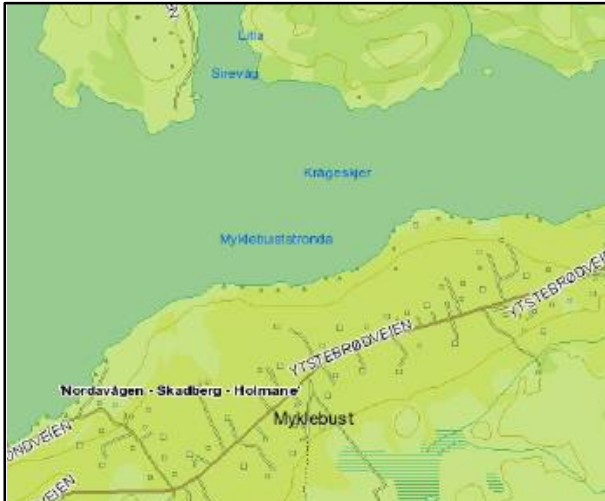 Litla
Sirevåg
Krågeskjer
Myklebuststronda
YTSTEBRØDVEIEN
YTSTEBRØDVEIEN
'Nordavågen - Skadberg - Holmane'
Myklebust